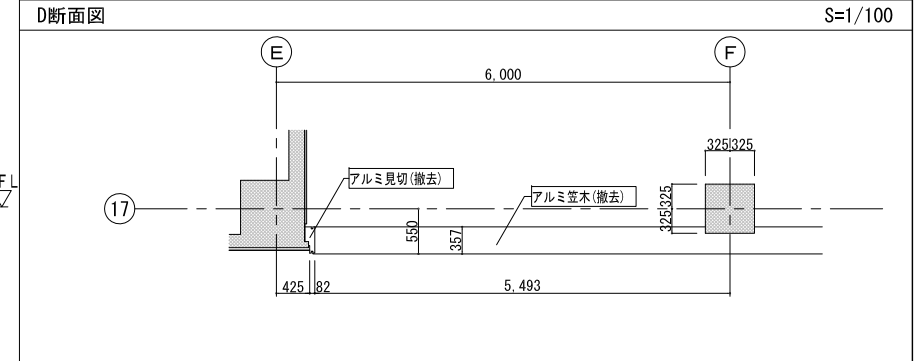 D断面図
S=1/100
E
F
6,000
325 325
FL
アルミ見切(撤去)
アルミ笠木(撤去)
17
325 325
550
357
425 82
5,493